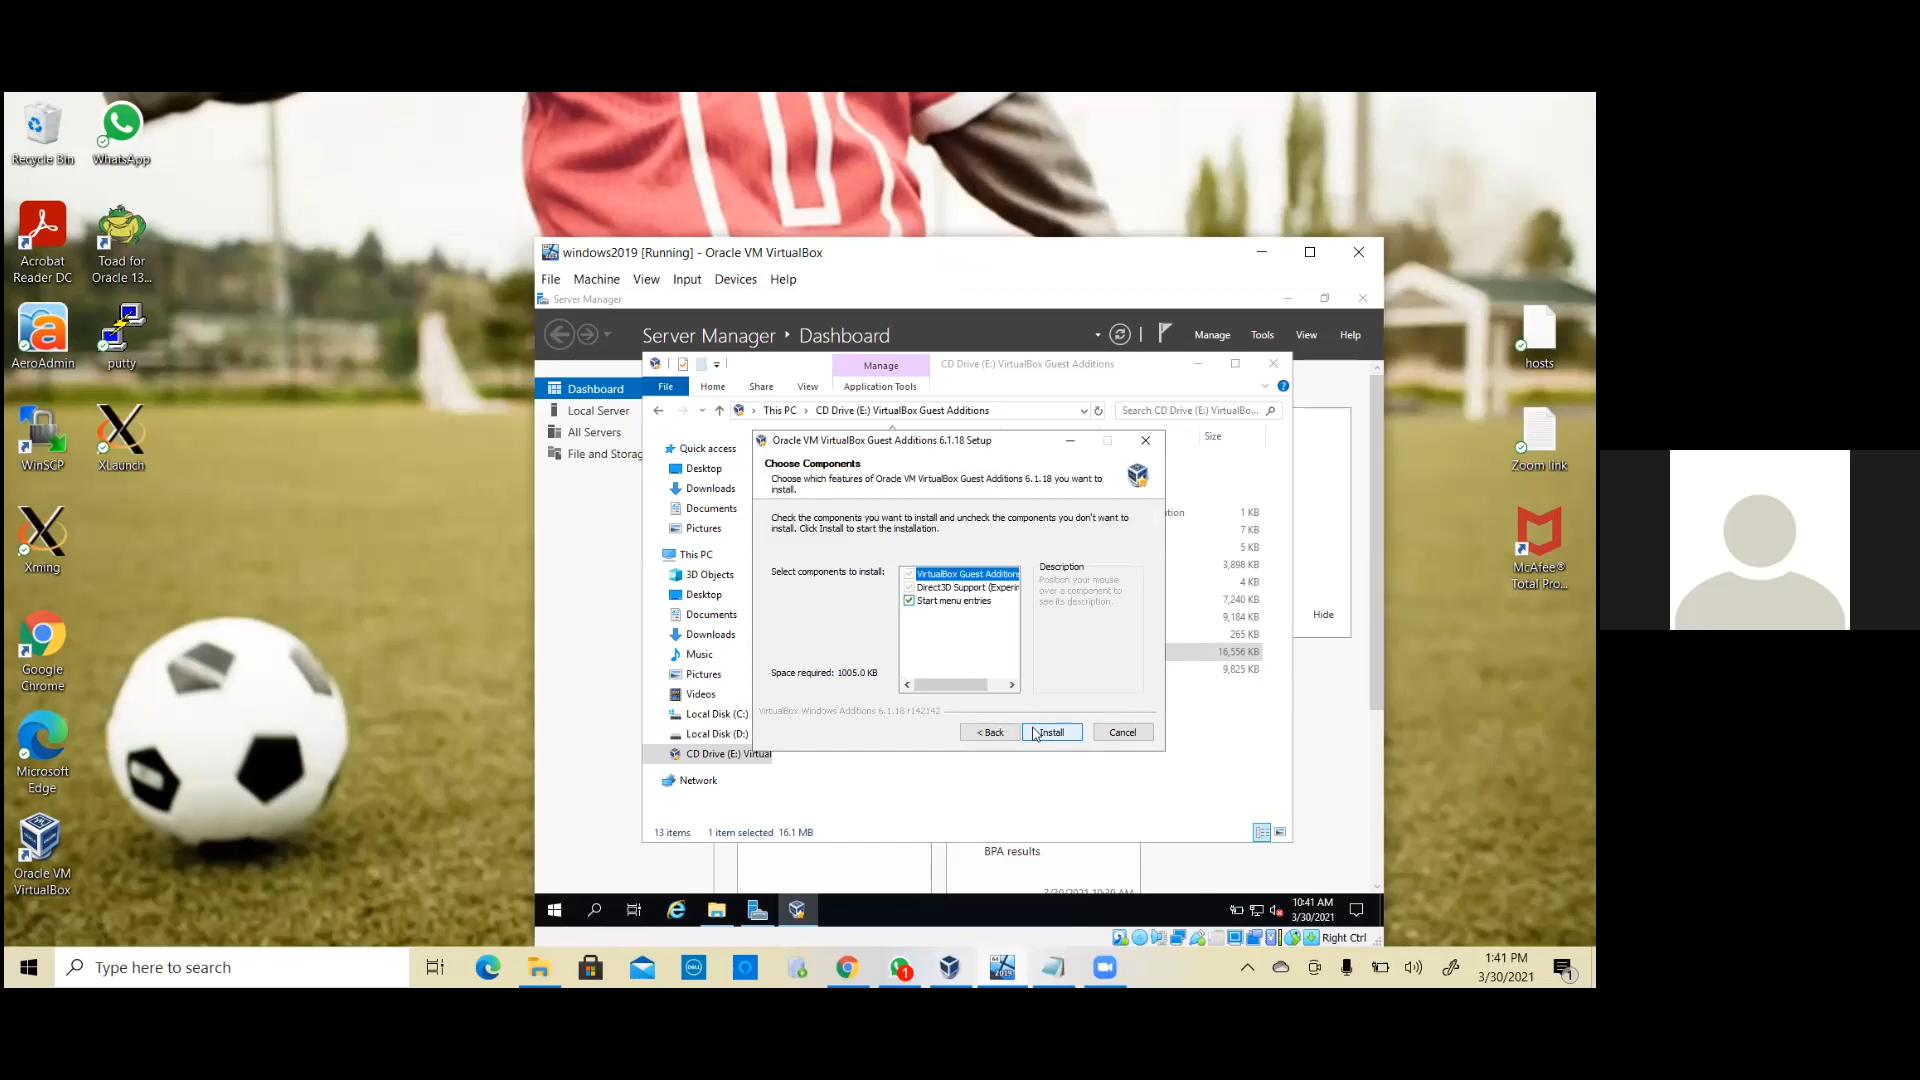 Recycle Bin
WhatsApp
Acrobat
Reader DC
Toad for
Oracle 13...
AeroAdmin
putty
WinSCP
XLaunch
Xming
Google
Chrome
Microsoft
Edge
Oracle VM
VirtualBox
hosts
Zoom link
McAfee®
Total Pro...
windows2019 [Running] - Oracle VM VirtualBox
File Machine View Input Devices Help
Server Manager
Server Manager ‣ Dashboard
Manage Tools View Help
Dashboard
Local Server
All Servers
File and Storag
Manage
CD Drive (E:) VirtualBox Guest Additions
File Home Share View Application Tools
This PC › CD Drive (E:) VirtualBox Guest Additions
Search CD Drive (E:) VirtualBo...
Quick access
Desktop
Downloads
Documents
Pictures
This PC
3D Objects
Desktop
Documents
Downloads
Music
Pictures
Videos
Local Disk (C:)
Local Disk (D:)
CD Drive (E:) Virtual
Network
Size
1 KB
7 KB
5 KB
3,898 KB
4 KB
7,240 KB
9,184 KB
265 KB
16,556 KB
9,825 KB
Hide
Oracle VM VirtualBox Guest Additions 6.1.18 Setup
Choose Components
Choose which features of Oracle VM VirtualBox Guest Additions 6.1.18 you want to
install.
Check the components you want to install and uncheck the components you don't want to
install. Click Install to start the installation.
Select components to install:
VirtualBox Guest Additions
Direct3D Support (Experim
Start menu entries
Description
Position your mouse
over a component to
see its description.
Space required: 1005.0 KB
VirtualBox Windows Additions 6.1.18 r142142
< Back
Install
Cancel
13 items 1 item selected 16.1 MB
BPA results
3/30/2021 10:39 AM
10:41 AM
3/30/2021
Right Ctrl
Type here to search
DELL
2019
1
1:41 PM
3/30/2021
1